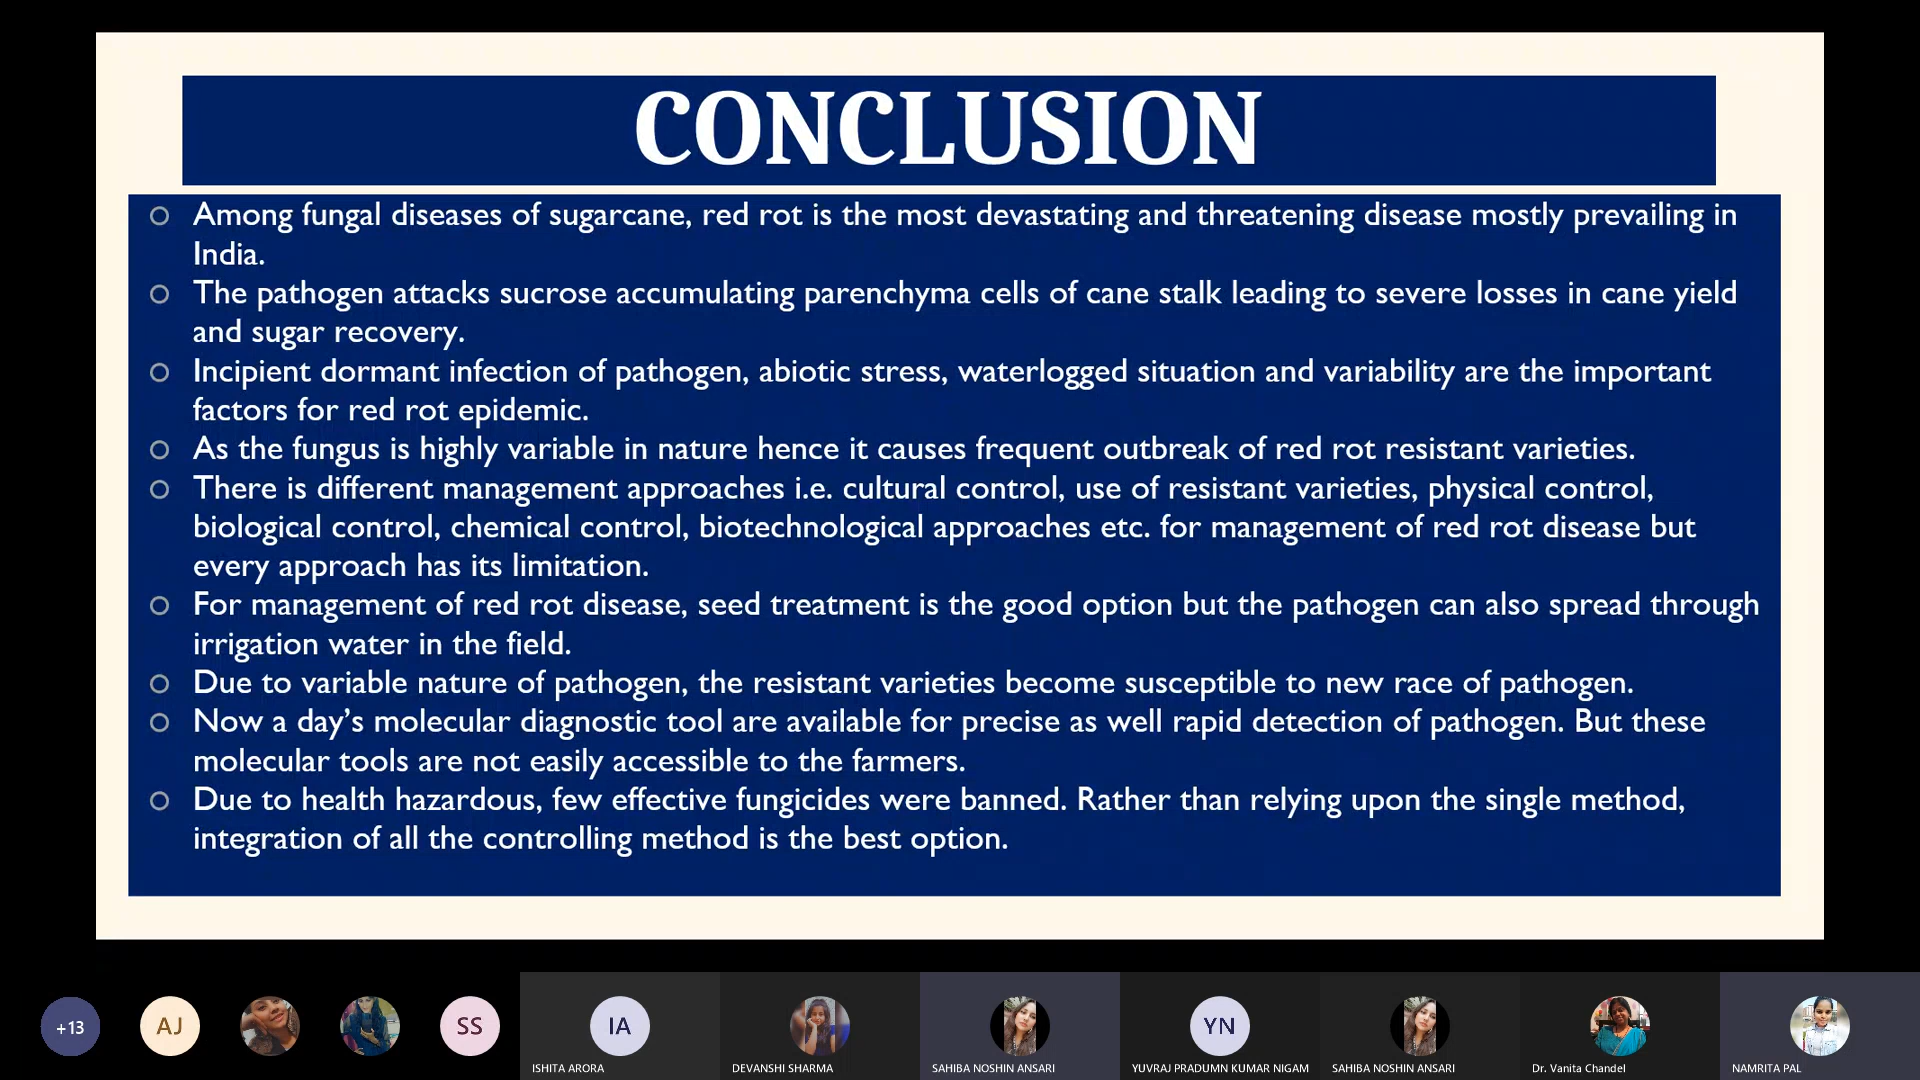 CONCLUSION
Among fungal diseases of sugarcane, red rot is the most devastating and threatening disease mostly prevailing in
India.
The pathogen attacks sucrose accumulating parenchyma cells of cane stalk leading to severe losses in cane yield
and sugar recovery.
Incipient dormant infection of pathogen, abiotic stress, waterlogged situation and variability are the important
factors for red rot epidemic.
As the fungus is highly variable in nature hence it causes frequent outbreak of red rot resistant varieties.
There is different management approaches i.e. cultural control, use of resistant varieties, physical control,
biological control, chemical control, biotechnological approaches etc. for management of red rot disease but
every approach has its limitation.
For management of red rot disease, seed treatment is the good option but the pathogen can also spread through
irrigation water in the field.
Due to variable nature of pathogen, the resistant varieties become susceptible to new race of pathogen.
Now a day’s molecular diagnostic tool are available for precise as well rapid detection of pathogen. But these
molecular tools are not easily accessible to the farmers.
Due to health hazardous, few effective fungicides were banned. Rather than relying upon the single method,
integration of all the controlling method is the best option.
+13
AJ
SS
IA
YN
ISHITA ARORA
DEVANSHI SHARMA
SAHIBA NOSHIN ANSARI
YUVRAJ PRADUMN KUMAR NIGAM
SAHIBA NOSHIN ANSARI
Dr. Vanita Chandel
NAMRITA PAL